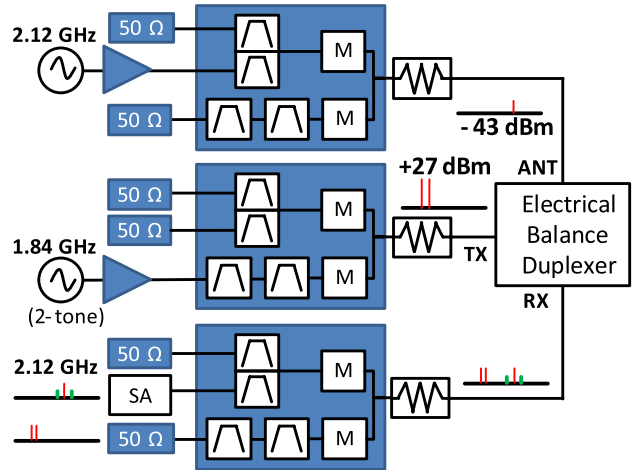 50 Ω
2.12 GHz
M
50 Ω
M
- 43 dBm
+27 dBm
ANT
50 Ω
M
50 Ω
Electrical
Balance
Duplexer
1.84 GHz
TX
M
(2-tone)
RX
50 Ω
2.12 GHz
M
SA
50 Ω
M